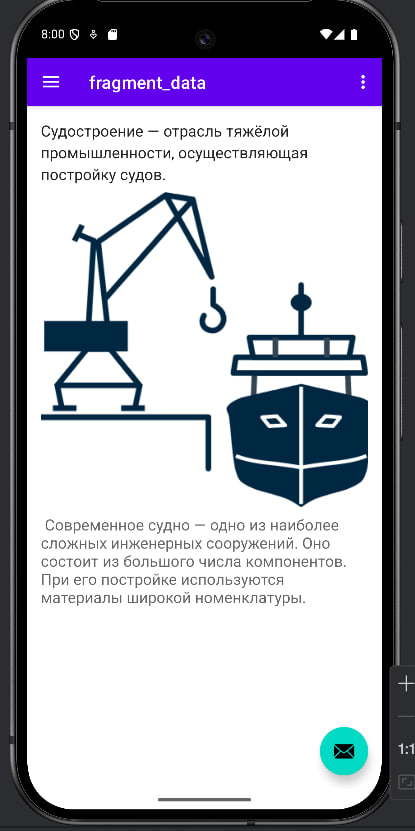 8:00
fragment_data
Судостроение — отрасль тяжёлой
промышленности, осуществляющая
постройку судов.
Современное судно — одно из наиболее
сложных инженерных сооружений. Оно
состоит из большого числа компонентов.
При его постройке используются
материалы широкой номенклатуры.
1:1